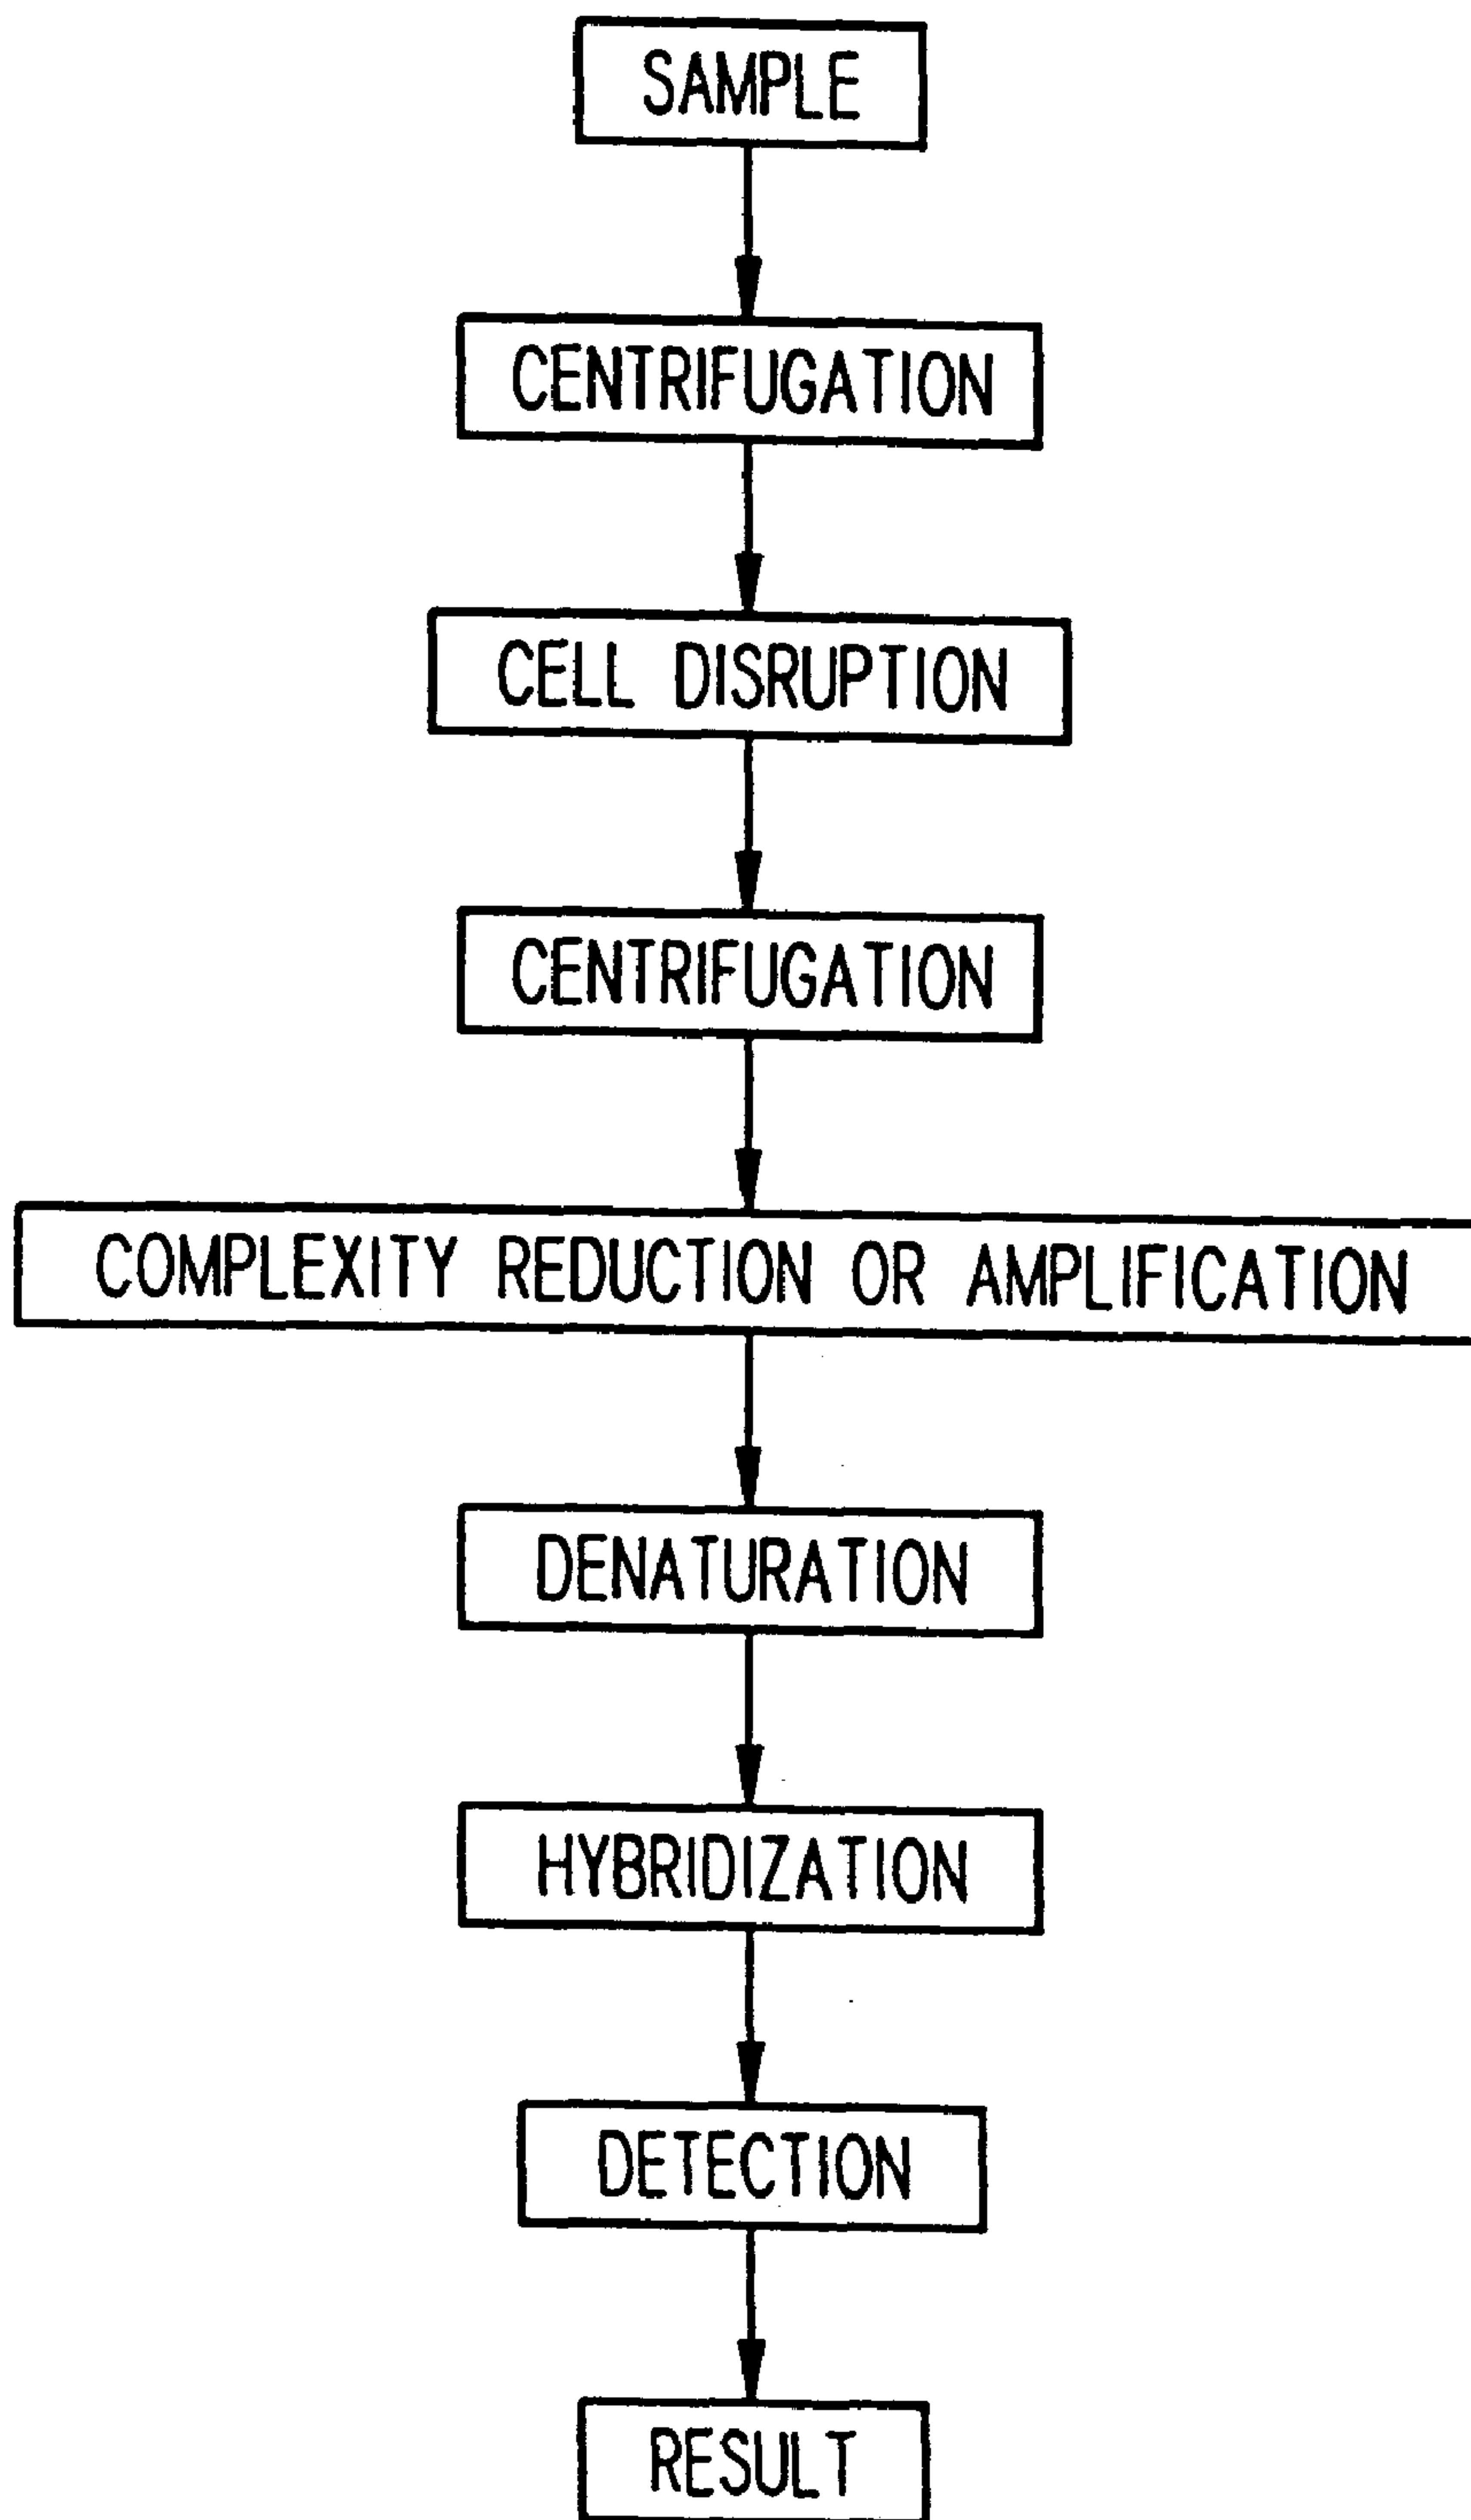 SAMPLE
CENTRIFUGATION
CELL DISRUPTION
CENTRIFUGATION
COMPLEXITY REDUCTION OR AMPLIFICATION
DENATURATION
HYBRIDIZATION
DETECTION
RESULT